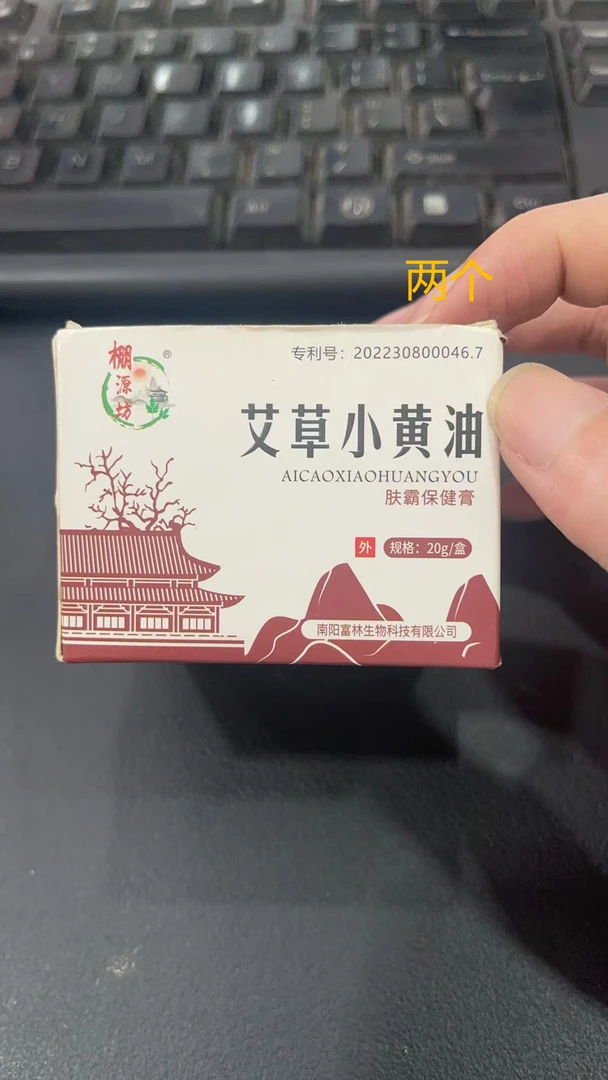 两个
专利号：202230800046.7
棚源坊
®
艾草小黄油
AICAOXIAOHUANGYOU
肤霸保健膏
外
规格：20g/盒
南阳富林生物科技有限公司